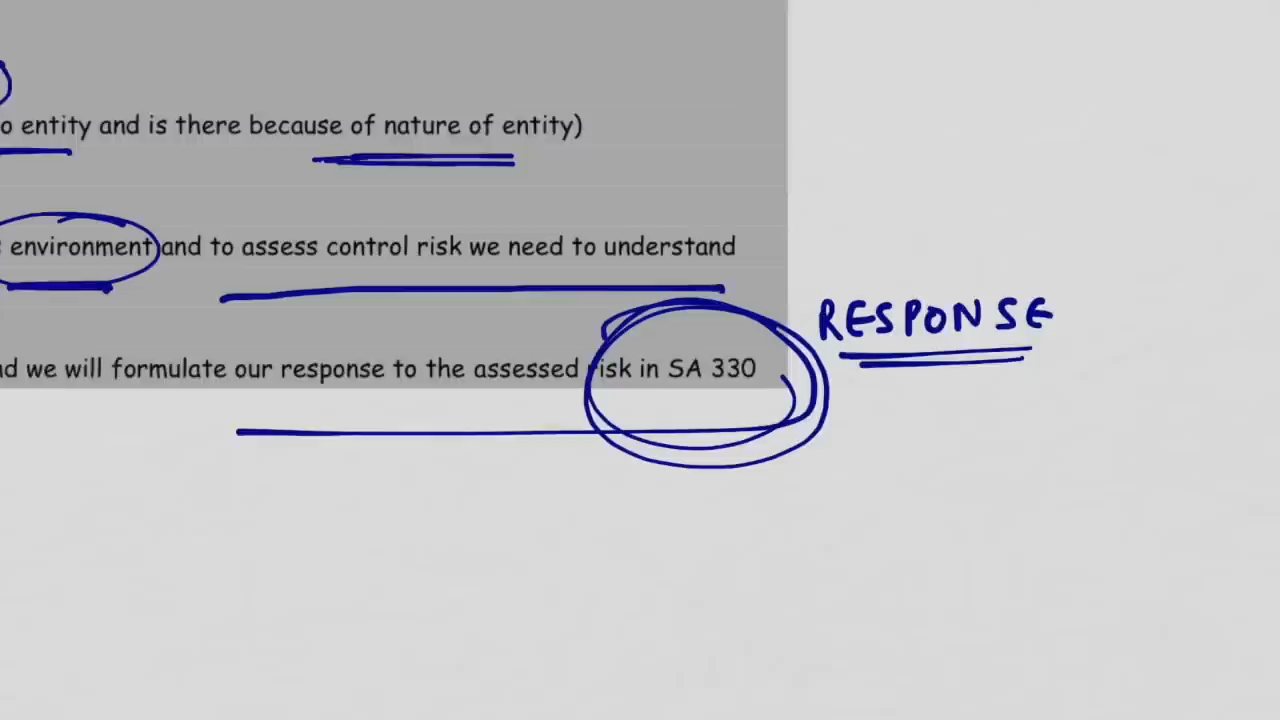 o entity and is there because of nature of entity)
environment and to assess control risk we need to understand
RESPONSE
nd we will formulate our response to the assessed risk in SA 330